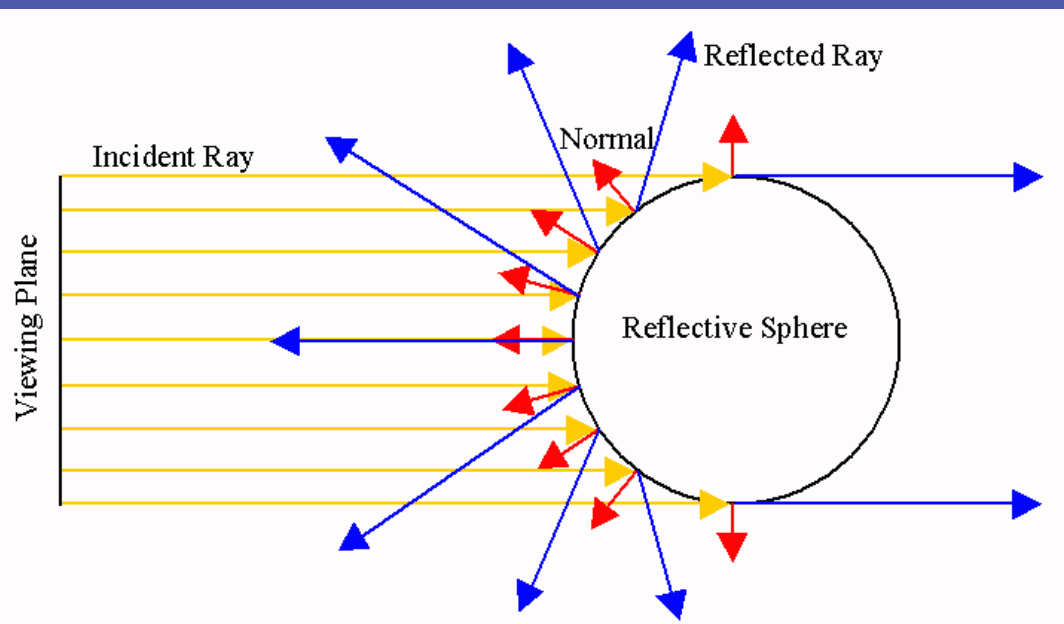 Reflected Ray
Normal
Incident Ray
Viewing Plane
Reflective Sphere